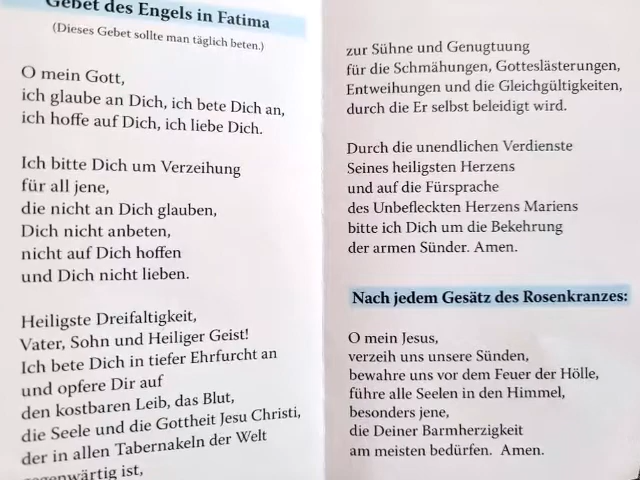 Gebet des Engels in Fatima
(Dieses Gebet sollte man täglich beten.)
O mein Gott,
ich glaube an Dich, ich bete Dich an,
ich hoffe auf Dich, ich liebe Dich.
Ich bitte Dich um Verzeihung
für all jene,
die nicht an Dich glauben,
Dich nicht anbeten,
nicht auf Dich hoffen
und Dich nicht lieben.
Heiligste Dreifaltigkeit,
Vater, Sohn und Heiliger Geist!
Ich bete Dich in tiefer Ehrfurcht an
und opfere Dir auf
den kostbaren Leib, das Blut,
die Seele und die Gottheit Jesu Christi,
der in allen Tabernakeln der Welt
gegenwärtig ist,
zur Sühne und Genugtuung
für die Schmähungen, Gotteslästerungen,
Entweihungen und die Gleichgültigkeiten,
durch die Er selbst beleidigt wird.
Durch die unendlichen Verdienste
Seines heiligsten Herzens
und auf die Fürsprache
des Unbefleckten Herzens Mariens
bitte ich Dich um die Bekehrung
der armen Sünder. Amen.
Nach jedem Gesätz des Rosenkranzes:
O mein Jesus,
verzeih uns unsere Sünden,
bewahre uns vor dem Feuer der Hölle,
führe alle Seelen in den Himmel,
besonders jene,
die Deiner Barmherzigkeit
am meisten bedürfen. Amen.